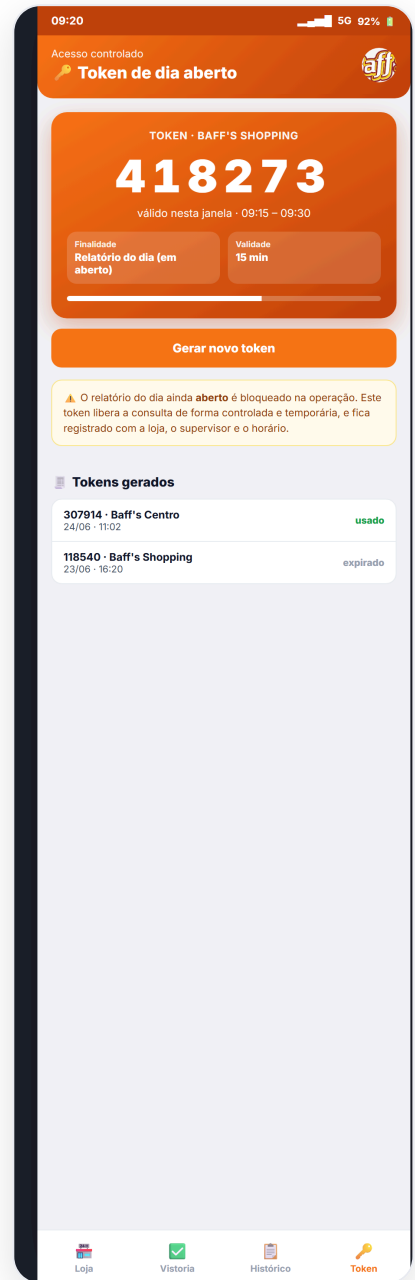 09:20 5G 92%
Acesso controlado
Token de dia aberto
aff
TOKEN · BAFF'S SHOPPING
418273
válido nesta janela · 09:15 – 09:30
Finalidade
Relatório do dia (em
aberto)
Validade
15 min
Gerar novo token
O relatório do dia ainda aberto é bloqueado na operação. Este
token libera a consulta de forma controlada e temporária, e fica
registrado com a loja, o supervisor e o horário.
Tokens gerados
307914 · Baff's Centro
24/06 · 11:02
usado
118540 · Baff's Shopping
23/06 · 16:20
expirado
Loja Vistoria Histórico Token